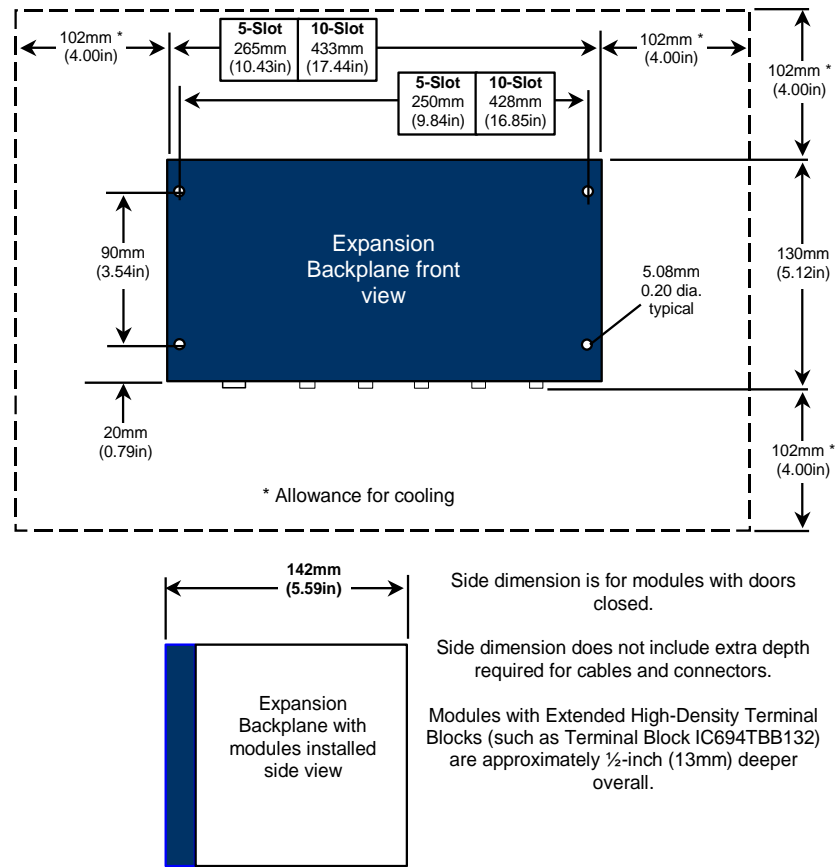 102mm *
(4.00in)
5-Slot
265mm
(10.43in)
10-Slot
433mm
(17.44in)
102mm *
(4.00in)
102mm *
(4.00in)
5-Slot
250mm
(9.84in)
10-Slot
428mm
(16.85in)
90mm
(3.54in)
Expansion
Backplane front
view
5.08mm
0.20 dia.
typical
130mm
(5.12in)
20mm
(0.79in)
102mm *
(4.00in)
* Allowance for cooling
142mm
(5.59in)
Expansion
Backplane with
modules installed
side view
Side dimension is for modules with doors
closed.
Side dimension does not include extra depth
required for cables and connectors.
Modules with Extended High-Density Terminal
Blocks (such as Terminal Block IC694TBB132)
are approximately ½-inch (13mm) deeper
overall.